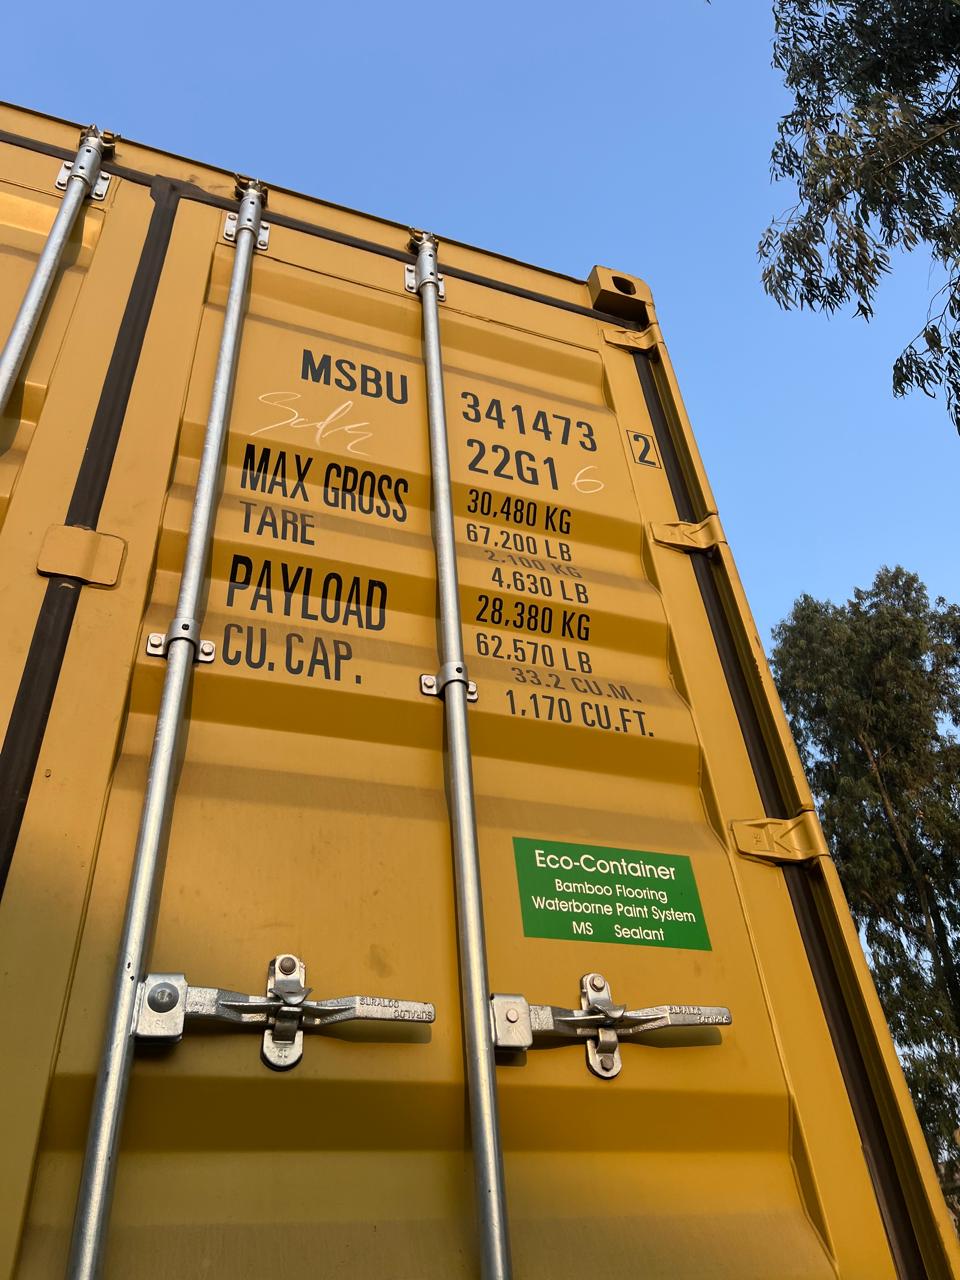 MSBU 341473 2
22G1 6
MAX GROSS 30,480 KG
67,200 LB
TARE 2,100 KG
4,630 LB
PAYLOAD 28,380 KG
62,570 LB
CU. CAP. 33.2 CU.M.
1,170 CU.FT.
Eco-Container
Bamboo Flooring
Waterborne Paint System
MS Sealant